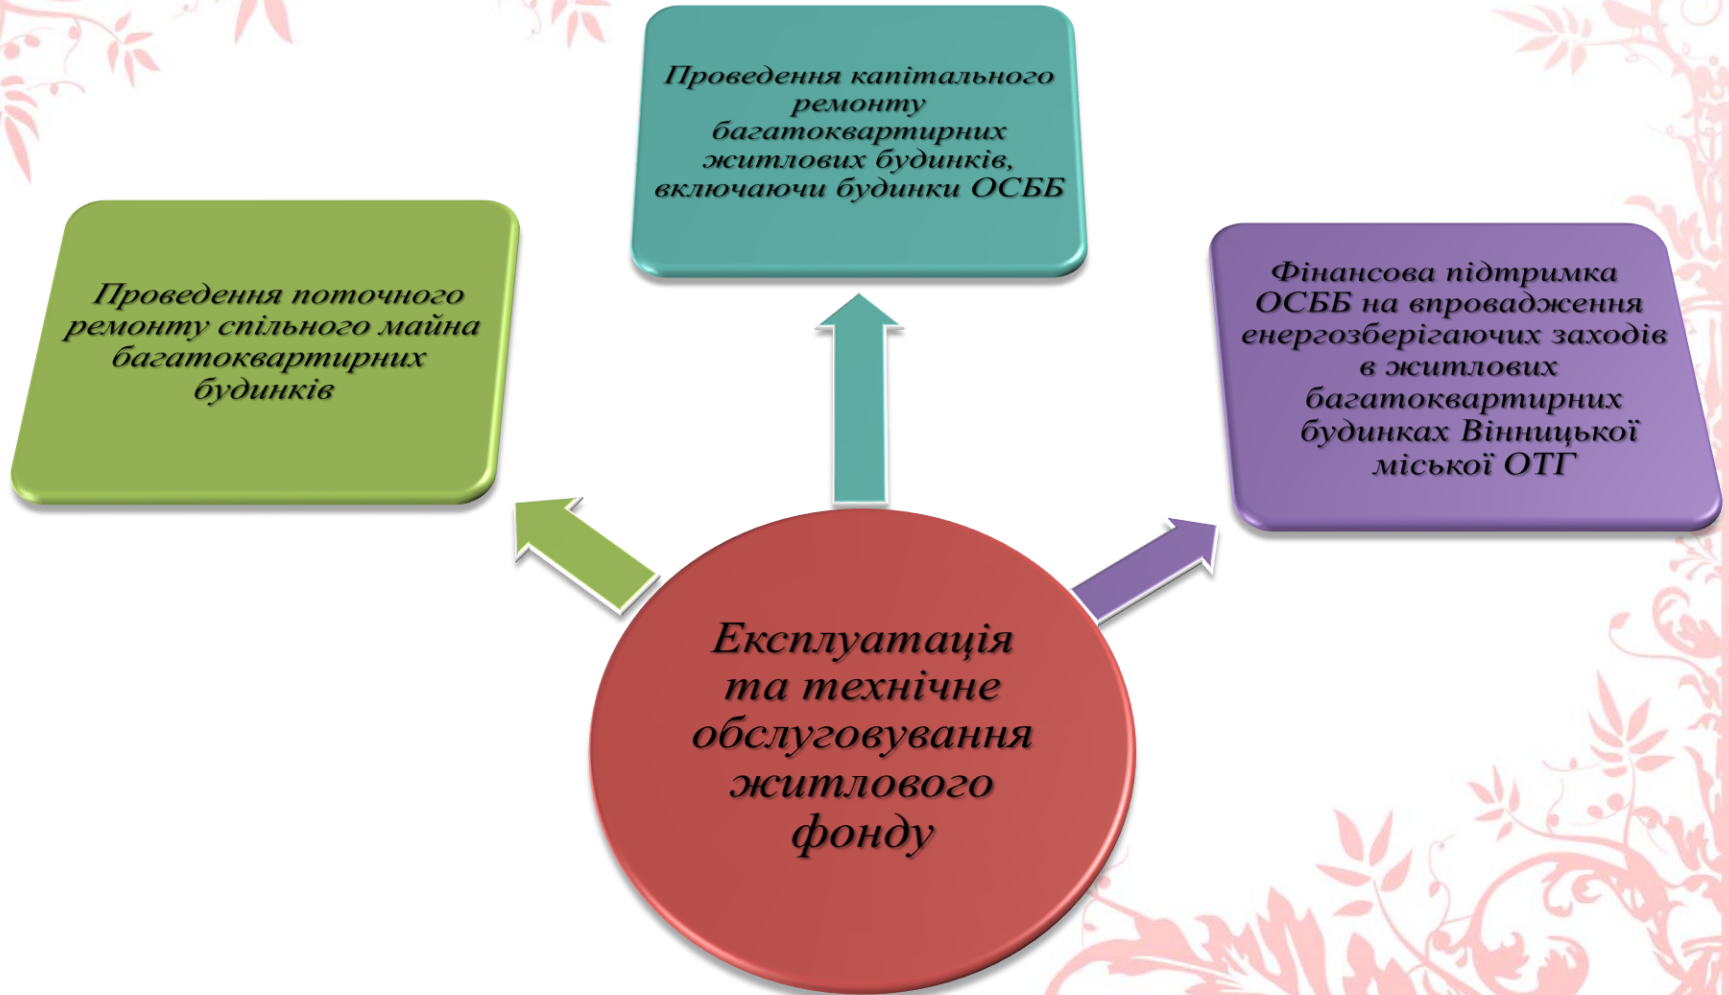 Проведення капітального
ремонту
багатоквартирних
житлових будинків,
включаючи будинки ОСББ
Проведення поточного
ремонту спільного майна
багатоквартирних
будинків
Фінансова підтримка
ОСББ на впровадження
енергозберігаючих заходів
в житлових
багатоквартирних
будинках Вінницької
міської ОТГ
Експлуатація
та технічне
обслуговування
житлового
фонду